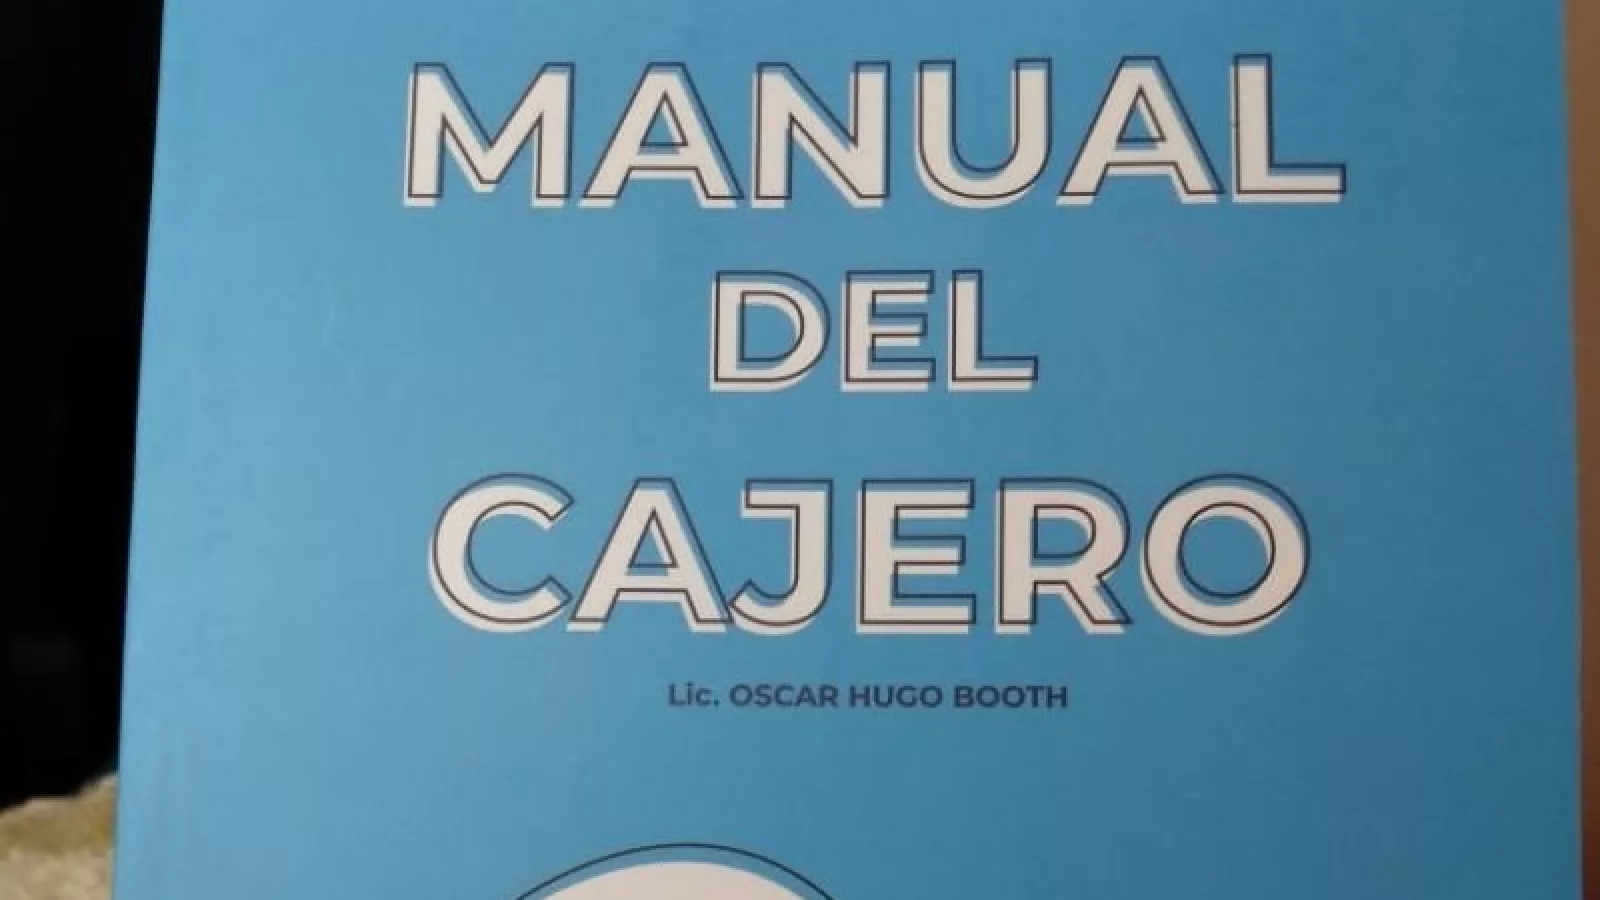 MANUAL
DEL
CAJERO
Lic. OSCAR HUGO BOOTH